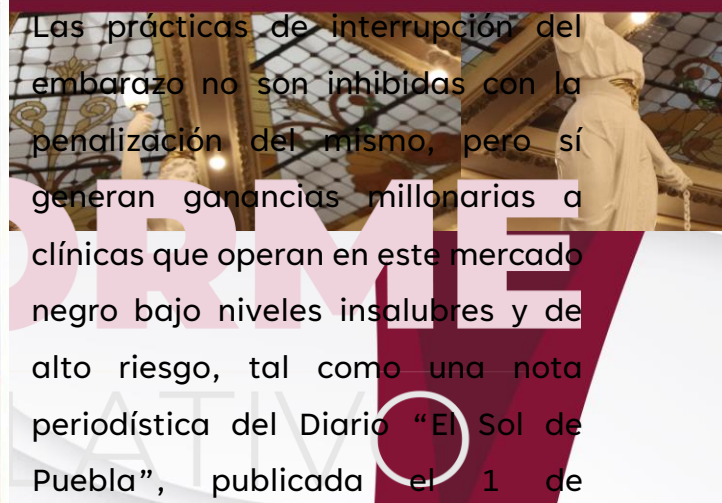 Las prácticas de interrupción del
embarazo no son inhibidas con la
penalización del mismo, pero sí
generan ganancias millonarias a
ORME
clínicas que operan en este mercado
negro bajo niveles insalubres y de
alto riesgo, tal como una nota
periodística del Diario “El Sol de
LATIVO
Puebla”, publicada el 1 de